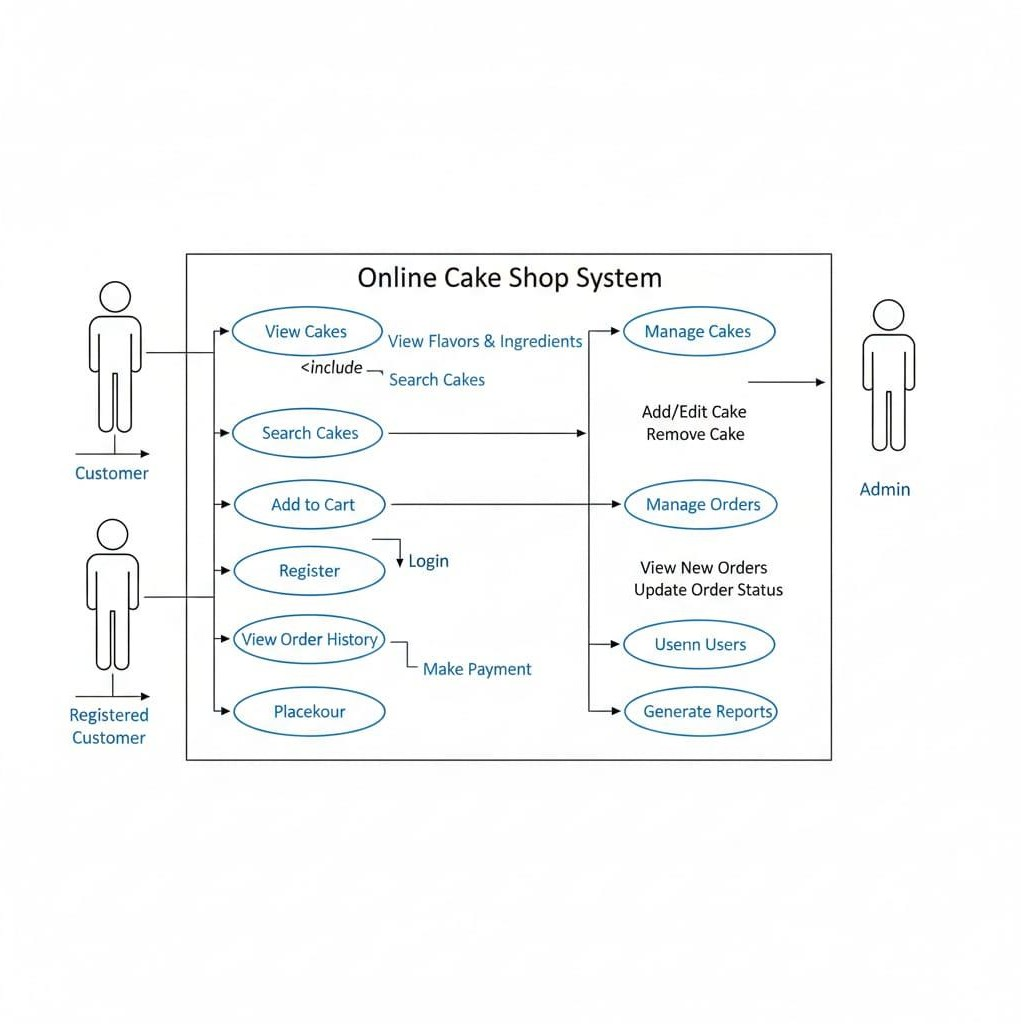 Online Cake Shop System
View Cakes
View Flavors & Ingredients
<include
Search Cakes
Search Cakes
Add to Cart
Register
Login
View Order History
Make Payment
Placekour
Manage Cakes
Add/Edit Cake
Remove Cake
Manage Orders
View New Orders
Update Order Status
Usenn Users
Generate Reports
Customer
Registered
Customer
Admin